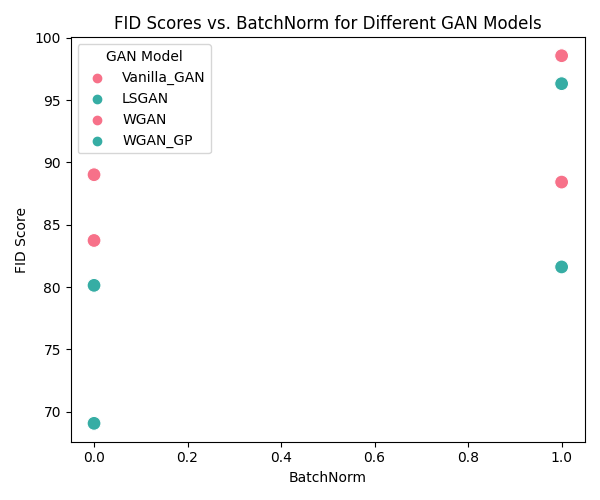 FID Scores vs. BatchNorm for Different GAN Models
FID Score
100
95
90
85
80
75
70
GAN Model
Vanilla_GAN
LSGAN
WGAN
WGAN_GP
0.0 0.2 0.4 0.6 0.8 1.0
BatchNorm